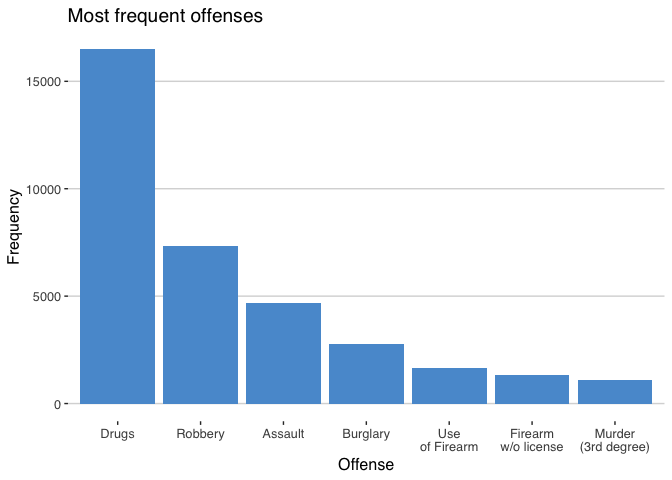 Most frequent offenses
15000
10000
5000
0
Frequency
Drugs
Robbery
Assault
Burglary
Use
of Firearm
Firearm
w/o license
Murder
(3rd degree)
Offense